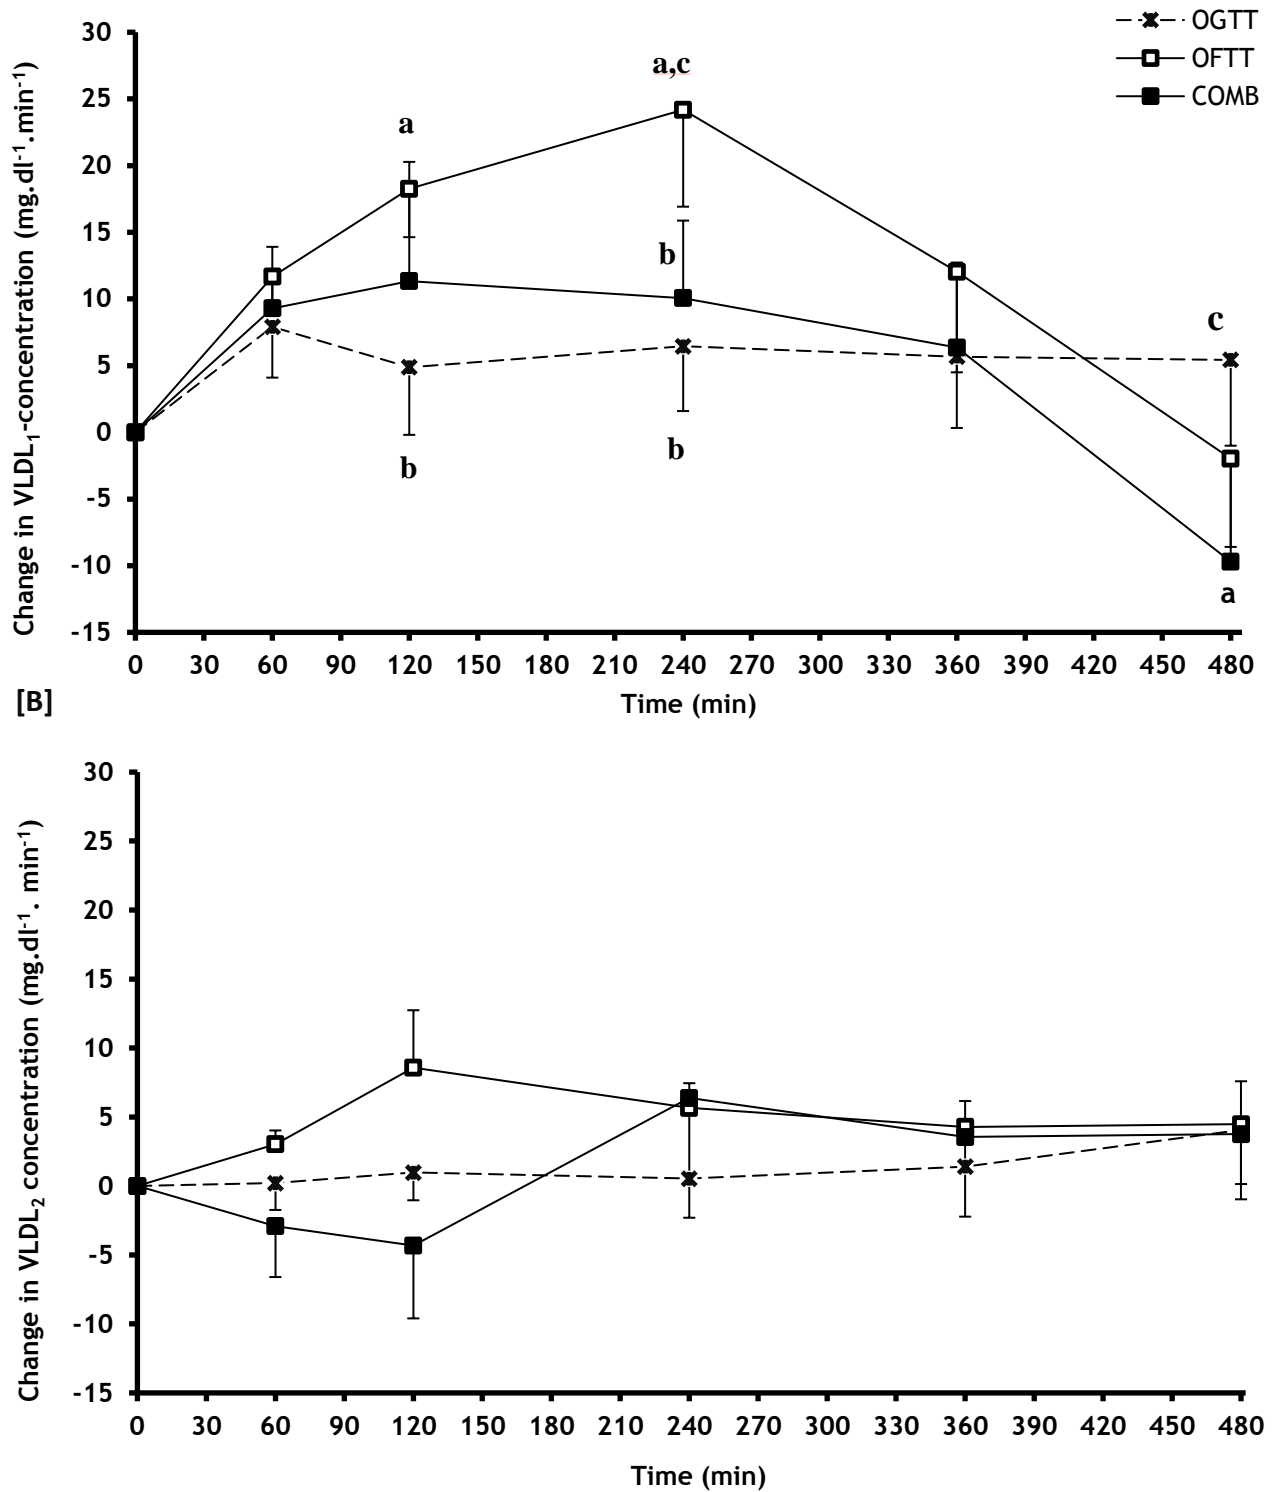 OGTT
OFTT
COMB
Change in VLDL₁-concentration (mg.dl⁻¹.min⁻¹)
30
25
20
15
10
5
0
-5
-10
-15
a
a,c
b
b
b
c
a
0 30 60 90 120 150 180 210 240 270 300 330 360 390 420 450 480
Time (min)
[B]
Change in VLDL₂ concentration (mg.dl⁻¹. min⁻¹)
30
25
20
15
10
5
0
-5
-10
-15
0 30 60 90 120 150 180 210 240 270 300 330 360 390 420 450 480
Time (min)